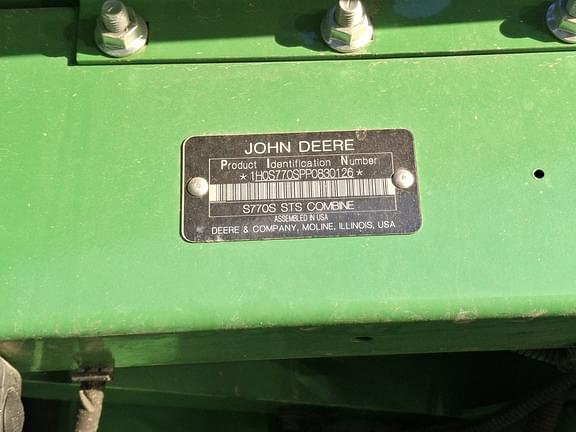 JOHN DEERE
Product Identification Number
*1H0S770SPP0830126*
S770S STS COMBINE
ASSEMBLED IN USA
DEERE & COMPANY, MOLINE, ILLINOIS, USA